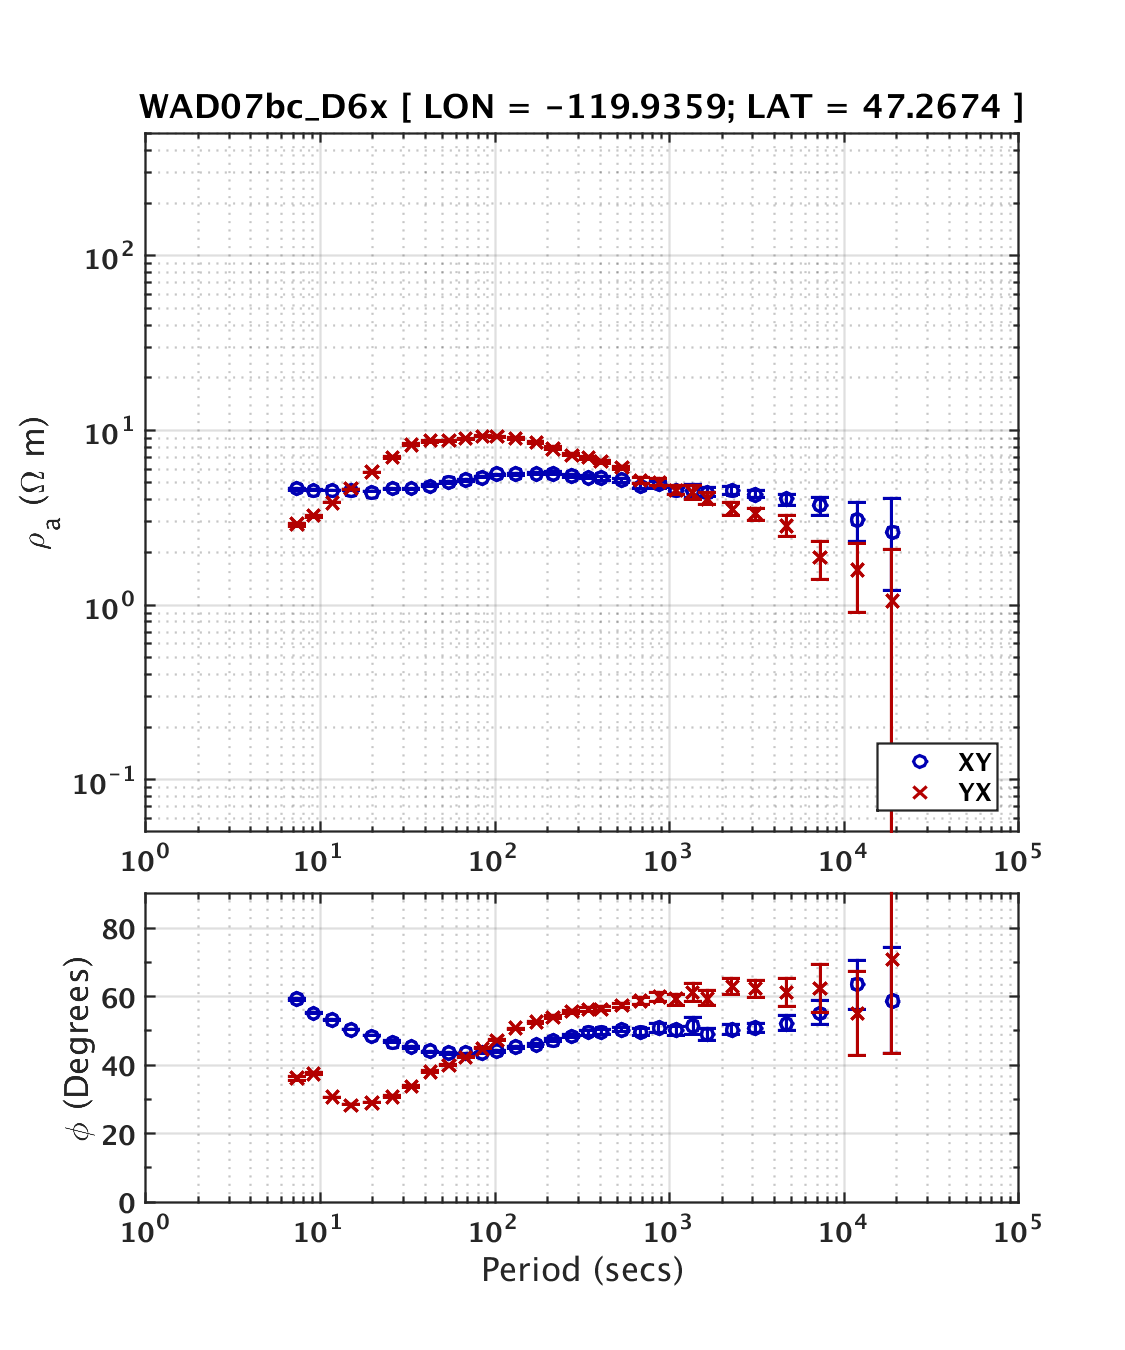 WAD07bc_D6x [ LON = -119.9359; LAT = 47.2674 ]
10²
10¹
10⁰
10⁻¹
ρₐ (Ω m)
XY
YX
10⁰ 10¹ 10² 10³ 10⁴ 10⁵
80
60
40
20
0
ϕ (Degrees)
10⁰ 10¹ 10² 10³ 10⁴ 10⁵
Period (secs)